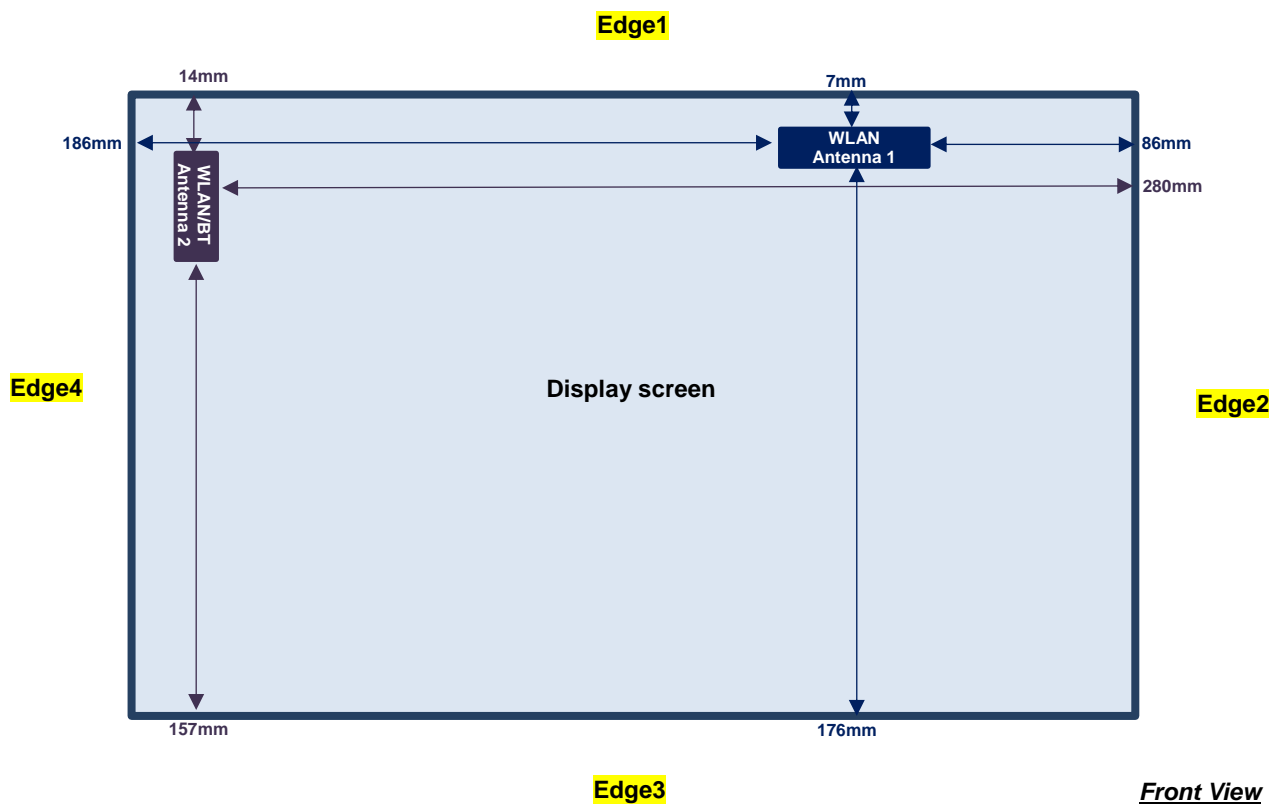 Edge1
14mm
7mm
186mm
WLAN
Antenna 1
86mm
WLAN/BT
Antenna 2
280mm
Edge4
Display screen
Edge2
157mm
176mm
Edge3
Front View